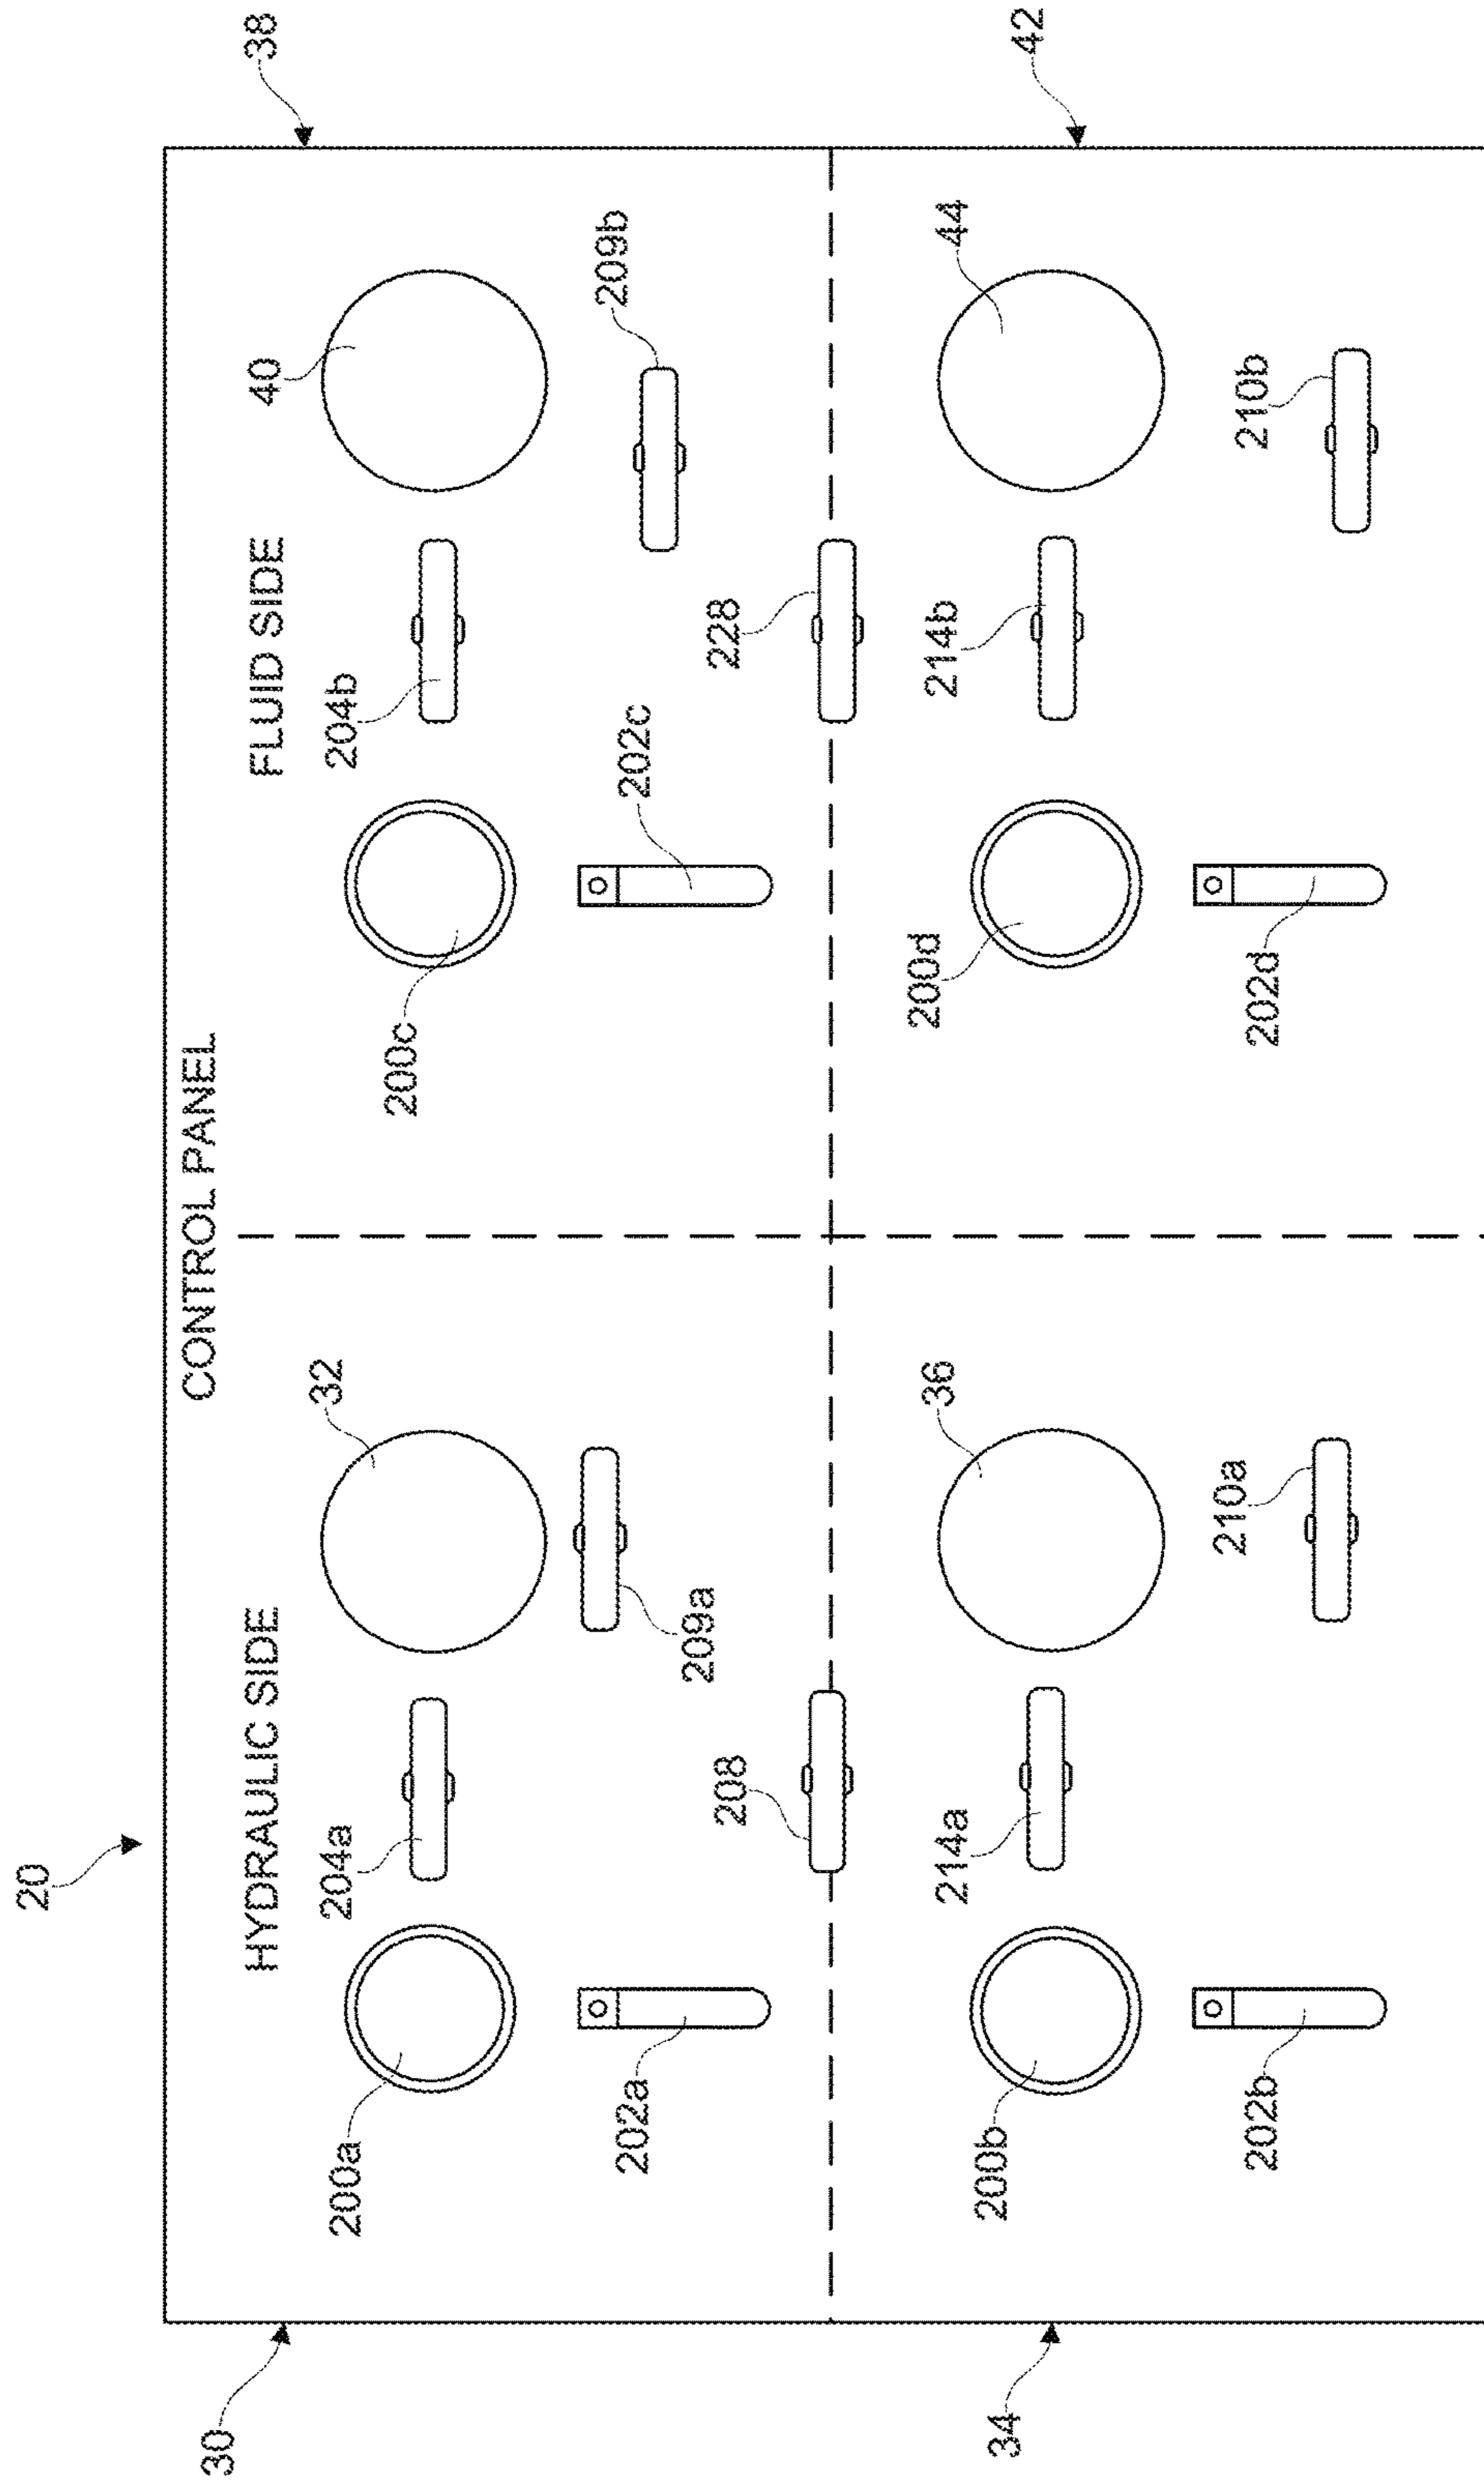 20
CONTROL PANEL
30
38
HYDRAULIC SIDE
FLUID SIDE
200a
204a
32
200c
204b
40
202a
209a
202c
209b
208
228
34
42
200b
214a
36
200d
214b
44
202b
210a
202d
210b